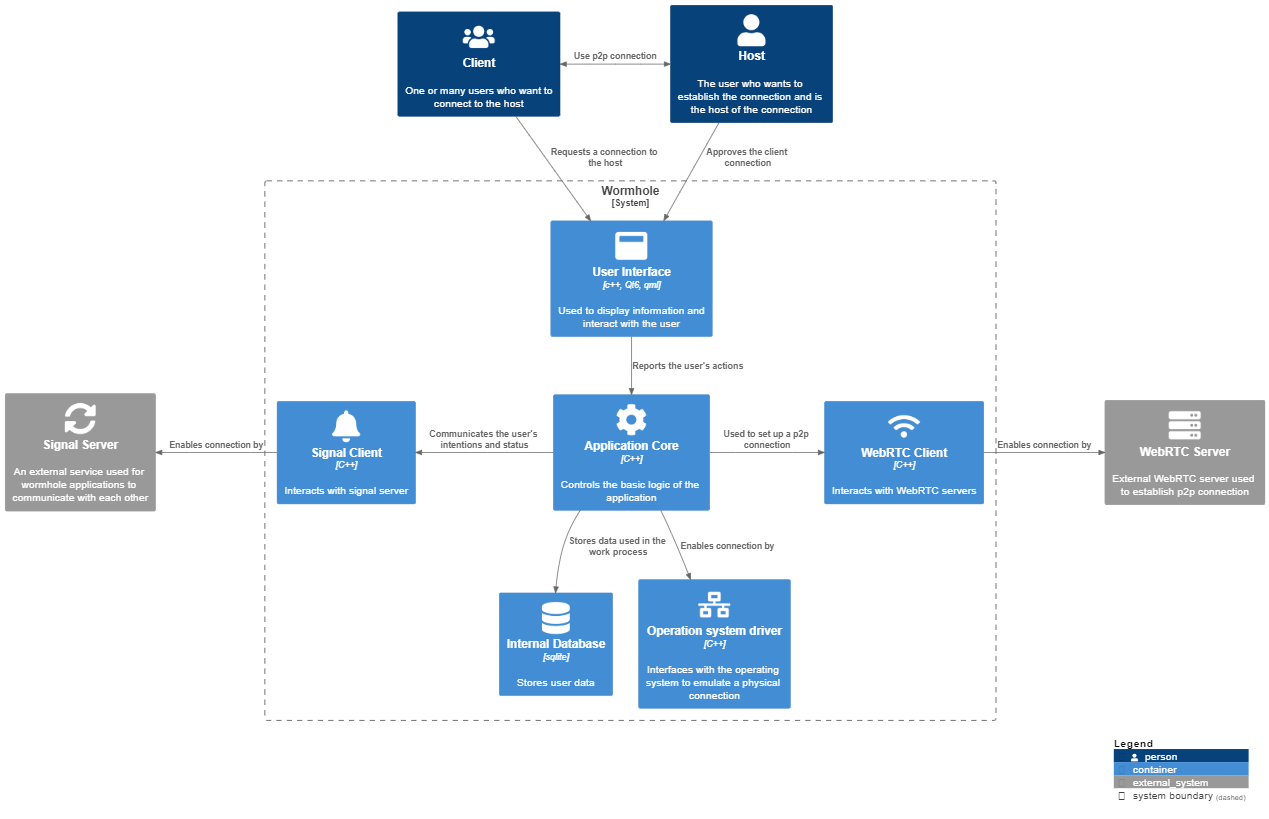 Client
One or many users who want to
connect to the host
Use p2p connection
Host
The user who wants to
establish the connection and is
the host of the connection
Requests a connection to
the host
Approves the client
connection
Wormhole
[System]
User Interface
[c++, Qt6, qml]
Used to display information and
interact with the user
Reports the user's actions
Signal Server
An external service used for
wormhole applications to
communicate with each other
Enables connection by
Signal Client
[C++]
Interacts with signal server
Communicates the user's
intentions and status
Application Core
[C++]
Controls the basic logic of the
application
Used to set up a p2p
connection
WebRTC Client
[C++]
Interacts with WebRTC servers
Enables connection by
WebRTC Server
External WebRTC server used
to establish p2p connection
Stores data used in the
work process
Enables connection by
Internal Database
[sqlite]
Stores user data
Operation system driver
[C++]
Interfaces with the operating
system to emulate a physical
connection
Legend
person
container
external_system
system boundary (dashed)